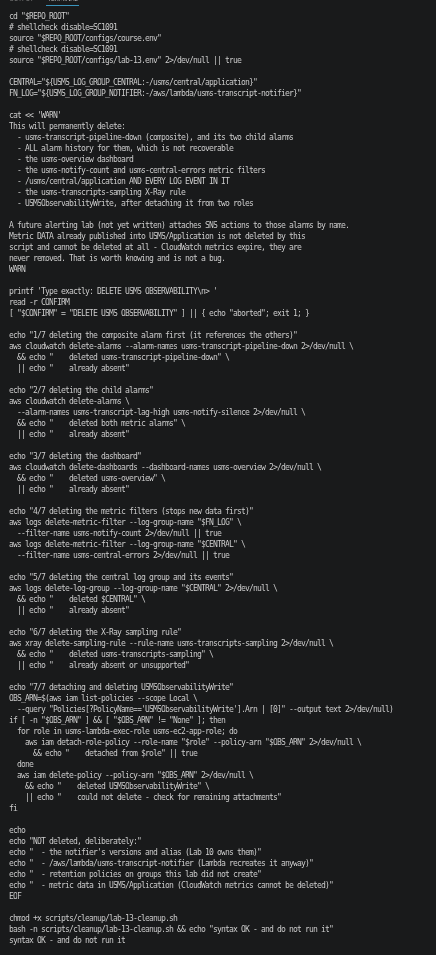 cd "$REPO_ROOT"
# shellcheck disable=SC1091
source "$REPO_ROOT/configs/course.env"
# shellcheck disable=SC1091
source "$REPO_ROOT/configs/lab-13.env" 2>/dev/null || true

CENTRAL="${USMS_LOG_GROUP_CENTRAL:-/usms/central/application}"
FN_LOG="${USMS_LOG_GROUP_NOTIFIER:-/aws/lambda/usms-transcript-notifier}"

cat << 'WARN'
This will permanently delete:
  - usms-transcript-pipeline-down (composite), and its two child alarms
  - ALL alarm history for them, which is not recoverable
  - the usms-overview dashboard
  - the usms-notify-count and usms-central-errors metric filters
  - /usms/central/application AND EVERY LOG EVENT IN IT
  - the usms-transcripts-sampling X-Ray rule
  - USMSObservabilityWrite, after detaching it from two roles

A future alerting lab (not yet written) attaches SNS actions to those alarms by name.
Metric DATA already published into USMS/Application is not deleted by this
script and cannot be deleted at all - CloudWatch metrics expire, they are
never removed. That is worth knowing and is not a bug.
WARN

printf 'Type exactly: DELETE USMS OBSERVABILITY\n> '
read -r CONFIRM
[ "$CONFIRM" = "DELETE USMS OBSERVABILITY" ] || { echo "aborted"; exit 1; }

echo "1/7 deleting the composite alarm first (it references the others)"
aws cloudwatch delete-alarms --alarm-names usms-transcript-pipeline-down 2>/dev/null \
  && echo "    deleted usms-transcript-pipeline-down" \
  || echo "    already absent"

echo "2/7 deleting the child alarms"
aws cloudwatch delete-alarms \
  --alarm-names usms-transcript-lag-high usms-notify-silence 2>/dev/null \
  && echo "    deleted both metric alarms" \
  || echo "    already absent"

echo "3/7 deleting the dashboard"
aws cloudwatch delete-dashboards --dashboard-names usms-overview 2>/dev/null \
  && echo "    deleted usms-overview" \
  || echo "    already absent"

echo "4/7 deleting the metric filters (stops new data first)"
aws logs delete-metric-filter --log-group-name "$FN_LOG" \
  --filter-name usms-notify-count 2>/dev/null || true
aws logs delete-metric-filter --log-group-name "$CENTRAL" \
  --filter-name usms-central-errors 2>/dev/null || true

echo "5/7 deleting the central log group and its events"
aws logs delete-log-group --log-group-name "$CENTRAL" 2>/dev/null \
  && echo "    deleted $CENTRAL" \
  || echo "    already absent"

echo "6/7 deleting the X-Ray sampling rule"
aws xray delete-sampling-rule --rule-name usms-transcripts-sampling 2>/dev/null \
  && echo "    deleted usms-transcripts-sampling" \
  || echo "    already absent or unsupported"

echo "7/7 detaching and deleting USMSObservabilityWrite"
OBS_ARN=$(aws iam list-policies --scope Local \
  --query "Policies[?PolicyName=='USMSObservabilityWrite'].Arn | [0]" --output text 2>/dev/null)
if [ -n "$OBS_ARN" ] && [ "$OBS_ARN" != "None" ]; then
  for role in usms-lambda-exec-role usms-ec2-app-role; do
    aws iam detach-role-policy --role-name "$role" --policy-arn "$OBS_ARN" 2>/dev/null \
      && echo "    detached from $role" || true
  done
  aws iam delete-policy --policy-arn "$OBS_ARN" 2>/dev/null \
    && echo "    deleted USMSObservabilityWrite" \
    || echo "    could not delete - check for remaining attachments"
fi

echo
echo "NOT deleted, deliberately:"
echo "  - the notifier's versions and alias (Lab 10 owns them)"
echo "  - /aws/lambda/usms-transcript-notifier (Lambda recreates it anyway)"
echo "  - retention policies on groups this lab did not create"
echo "  - metric data in USMS/Application (CloudWatch metrics cannot be deleted)"
EOF

chmod +x scripts/cleanup/lab-13-cleanup.sh
bash -n scripts/cleanup/lab-13-cleanup.sh && echo "syntax OK - and do not run it"
syntax OK - and do not run it